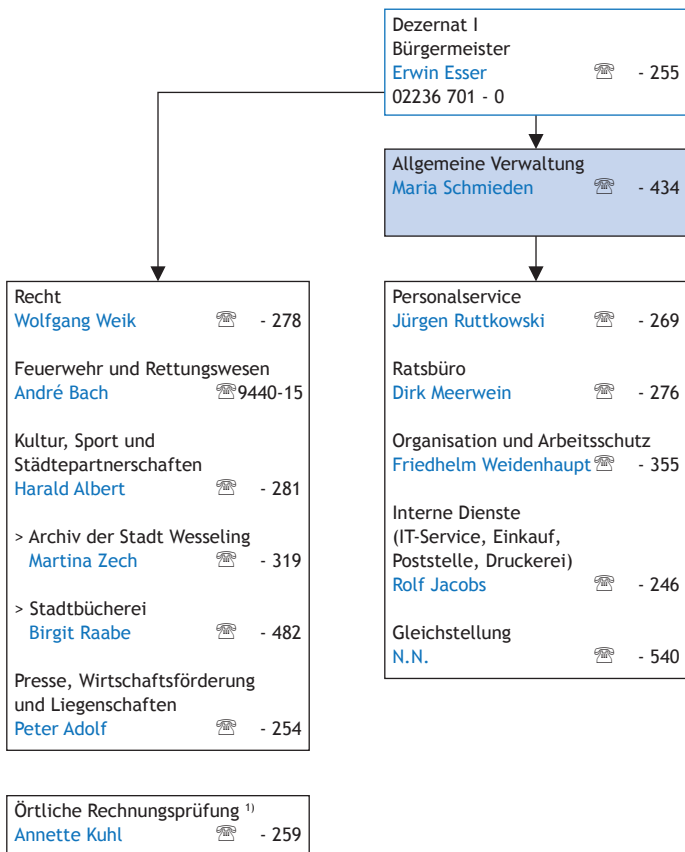 Dezernat I
Bürgermeister
Erwin Esser ☏ - 255
02236 701 - 0
Allgemeine Verwaltung
Maria Schmieden ☏ - 434
Recht
Wolfgang Weik ☏ - 278
Feuerwehr und Rettungswesen
André Bach ☏9440-15
Kultur, Sport und
Städtepartnerschaften
Harald Albert ☏ - 281
> Archiv der Stadt Wesseling
Martina Zech ☏ - 319
> Stadtbücherei
Birgit Raabe ☏ - 482
Presse, Wirtschaftsförderung
und Liegenschaften
Peter Adolf ☏ - 254
Personalservice
Jürgen Ruttkowski ☏ - 269
Ratsbüro
Dirk Meerwein ☏ - 276
Organisation und Arbeitsschutz
Friedhelm Weidenhaupt ☏ - 355
Interne Dienste
(IT-Service, Einkauf,
Poststelle, Druckerei)
Rolf Jacobs ☏ - 246
Gleichstellung
N.N. ☏ - 540
Örtliche Rechnungsprüfung ¹⁾
Annette Kuhl ☏ - 259